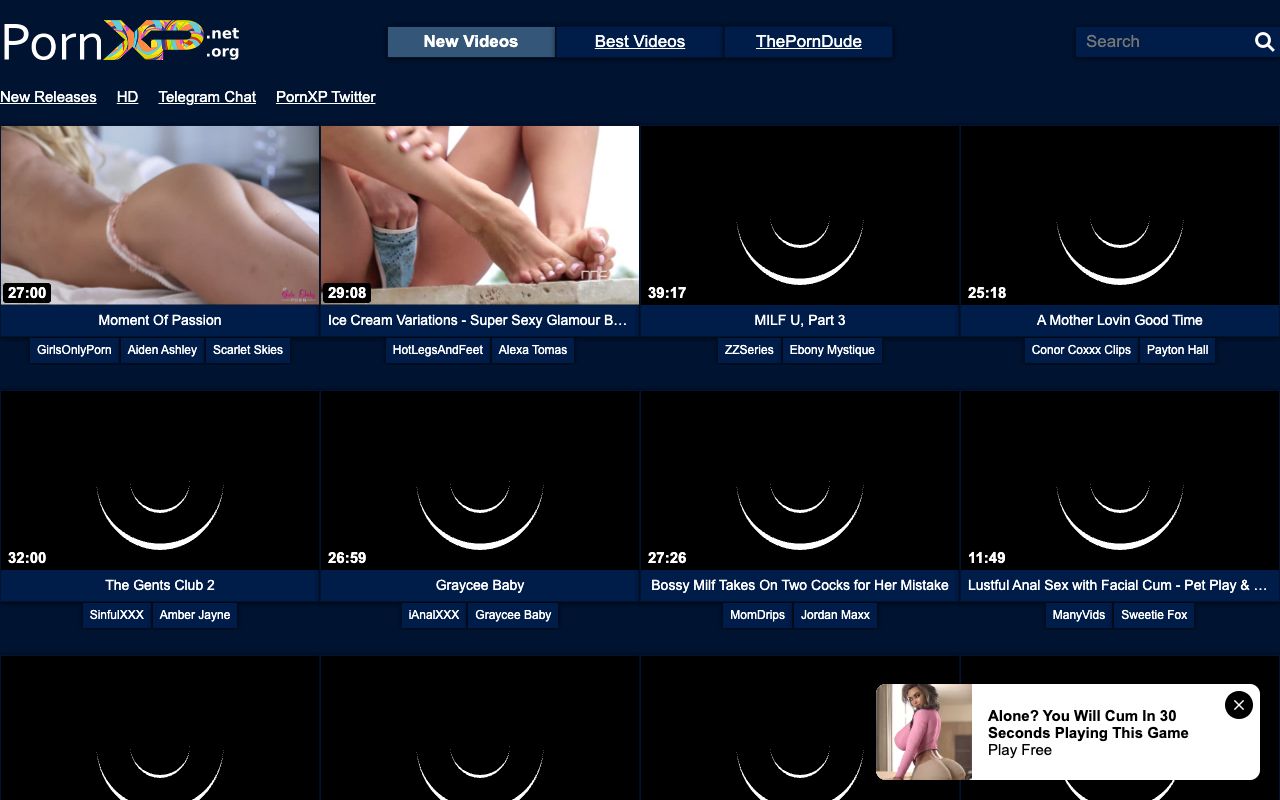 PornXP.net
.org
New Videos
Best Videos
ThePornDude
Search
New Releases
HD
Telegram Chat
PornXP Twitter
27:00
29:08
39:17
25:18
Moment Of Passion
Ice Cream Variations - Super Sexy Glamour B...
MILF U, Part 3
A Mother Lovin Good Time
GirlsOnlyPorn
Aiden Ashley
Scarlet Skies
HotLegsAndFeet
Alexa Tomas
ZZSeries
Ebony Mystique
Conor Coxxx Clips
Payton Hall
32:00
26:59
27:26
11:49
The Gents Club 2
Graycee Baby
Bossy Milf Takes On Two Cocks for Her Mistake
Lustful Anal Sex with Facial Cum - Pet Play & ...
SinfulXXX
Amber Jayne
iAnalXXX
Graycee Baby
MomDrips
Jordan Maxx
ManyVids
Sweetie Fox
Alone? You Will Cum In 30
Seconds Playing This Game
Play Free